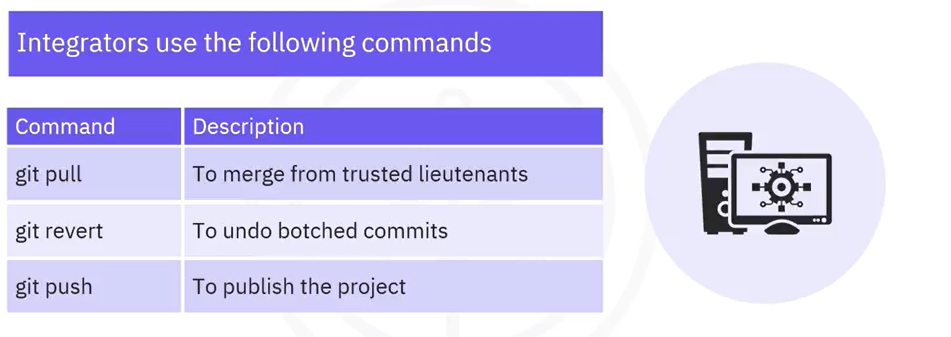 Integrators use the following commands
Command Description
git pull To merge from trusted lieutenants
git revert To undo botched commits
git push To publish the project